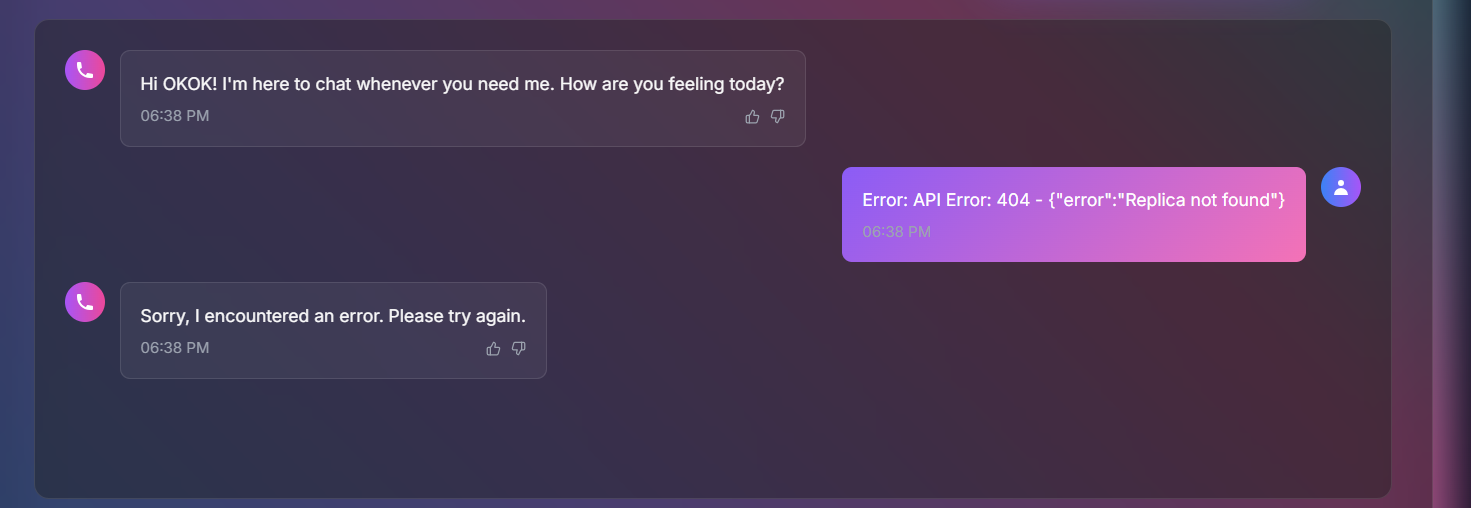 Hi OKOK! I'm here to chat whenever you need me. How are you feeling today?
06:38 PM
Error: API Error: 404 - {"error":"Replica not found"}
06:38 PM
Sorry, I encountered an error. Please try again.
06:38 PM